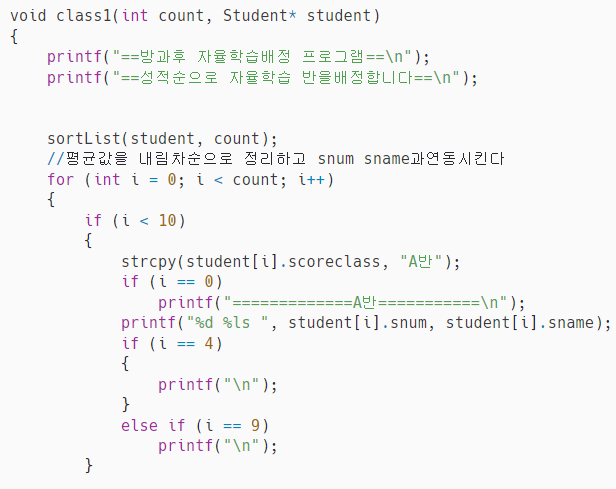 void class1(int count, Student* student)
{
printf("==방과후 자율학습배정 프로그램==\n");
printf("==성적순으로 자율학습 반을배정합니다==\n");
sortList(student, count);
//평균값을 내림차순으로 정리하고 snum sname과연동시킨다
for (int i = 0; i < count; i++)
{
if (i < 10)
{
strcpy(student[i].scoreclass, "A반");
if (i == 0)
printf("=============A반===========\n");
printf("%d %ls ", student[i].snum, student[i].sname);
if (i == 4)
{
printf("\n");
}
else if (i == 9)
printf("\n");
}